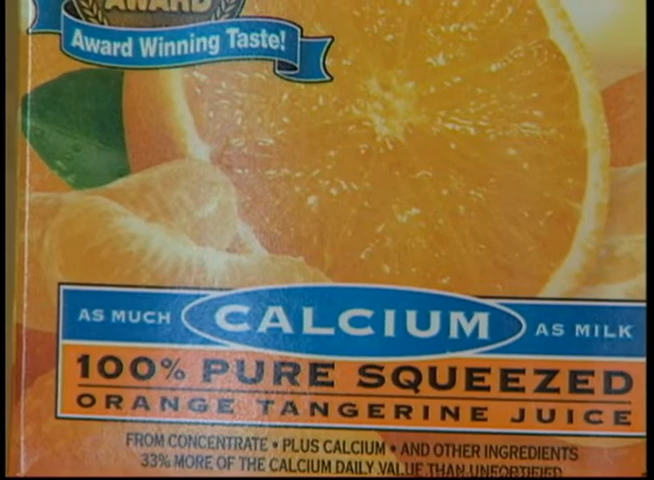 AWARD
Award Winning Taste!
AS MUCH CALCIUM AS MILK
100% PURE SQUEEZED
ORANGE TANGERINE JUICE
FROM CONCENTRATE • PLUS CALCIUM • AND OTHER INGREDIENTS
33% MORE OF THE CALCIUM DAILY VALUE THAN UNFORTIFIED